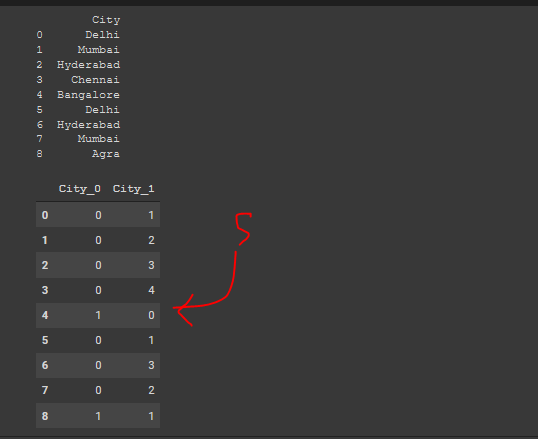 City
0 Delhi
1 Mumbai
2 Hyderabad
3 Chennai
4 Bangalore
5 Delhi
6 Hyderabad
7 Mumbai
8 Agra
City_0 City_1
0 0 1
1 0 2
2 0 3
3 0 4
4 1 0
5 0 1
6 0 3
7 0 2
8 1 1
5